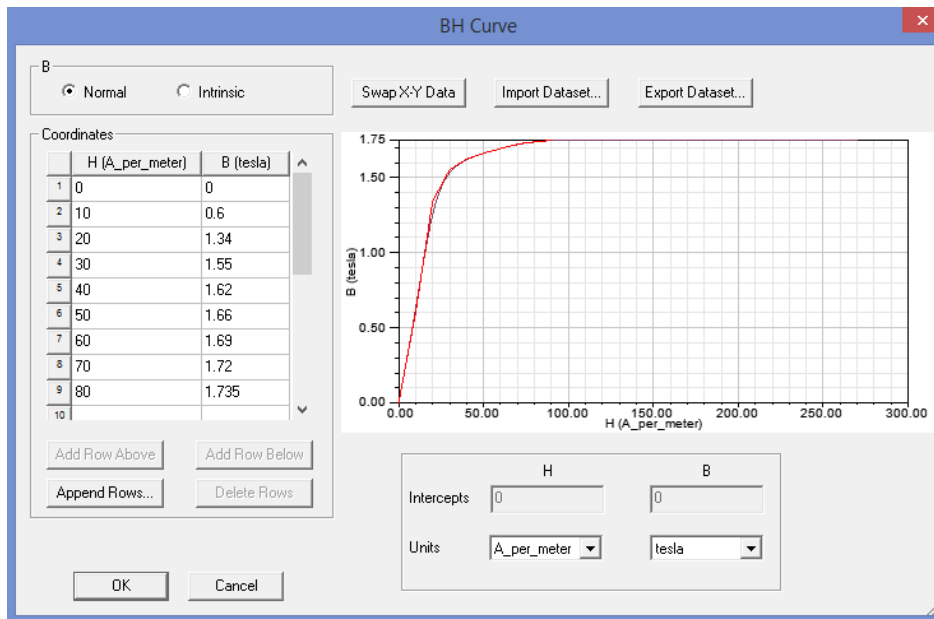 BH Curve
B
Normal Intrinsic
Swap X-Y Data Import Dataset... Export Dataset...
Coordinates
H (A_per_meter) B (tesla)
1 0 0
2 10 0.6
3 20 1.34
4 30 1.55
5 40 1.62
6 50 1.66
7 60 1.69
8 70 1.72
9 80 1.735
10
Add Row Above Add Row Below
Append Rows... Delete Rows
1.75
1.50
1.00
0.50
0.00
B (tesla)
0.00 50.00 100.00 150.00 200.00 250.00 300.00
H (A_per_meter)
H B
Intercepts 0 0
Units A_per_meter tesla
OK Cancel